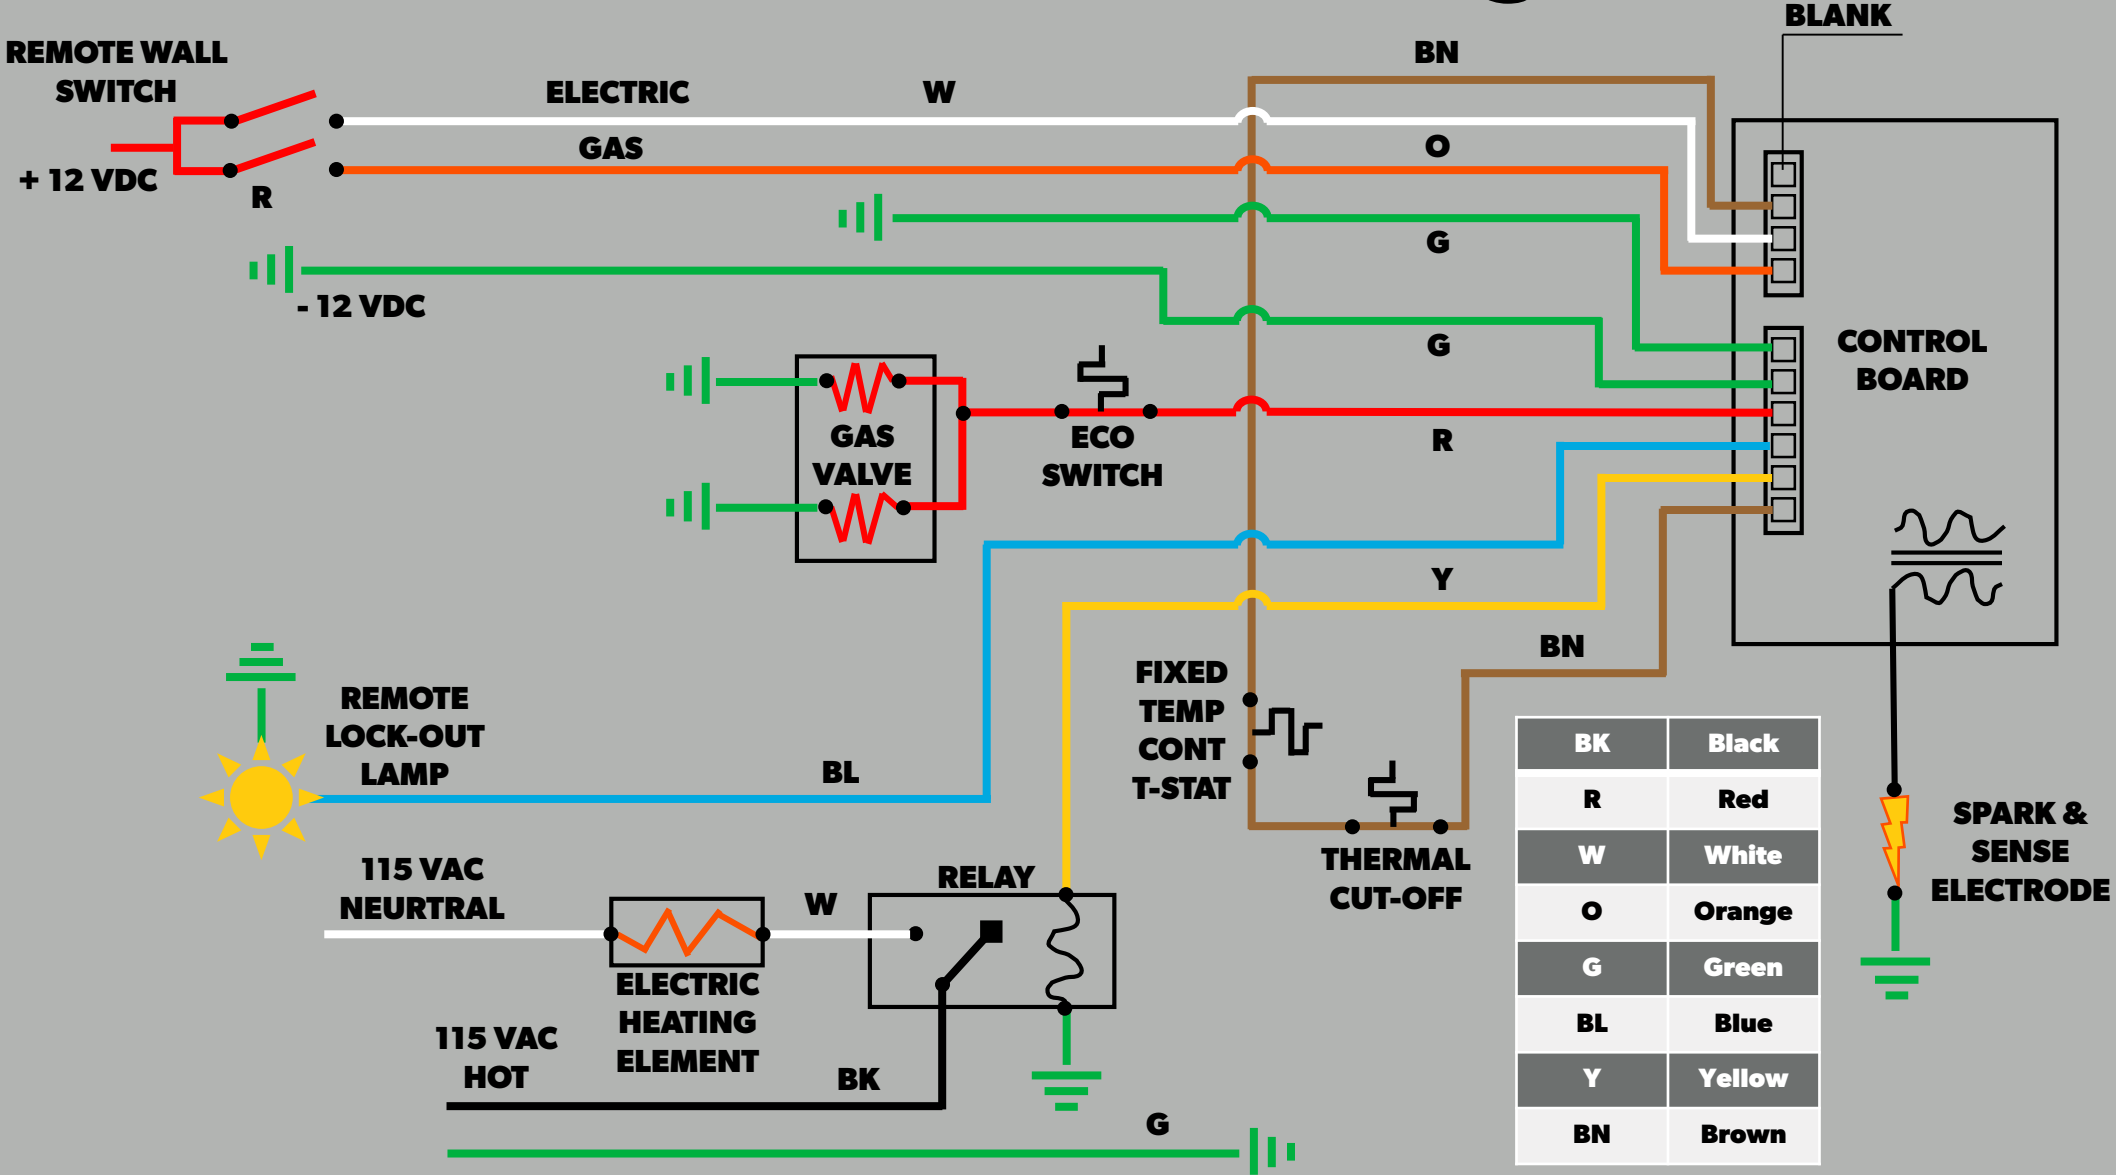 BLANK
REMOTE WALL
SWITCH
BN
ELECTRIC
W
GAS
O
+ 12 VDC
R
G
- 12 VDC
G
CONTROL
BOARD
GAS
VALVE
ECO
SWITCH
R
Y
BN
FIXED
TEMP
CONT
T-STAT
REMOTE
LOCK-OUT
LAMP
BL
THERMAL
CUT-OFF
SPARK &
SENSE
ELECTRODE
115 VAC
NEURTRAL
W
RELAY
ELECTRIC
HEATING
ELEMENT
115 VAC
HOT
BK
G
BK Black
R Red
W White
O Orange
G Green
BL Blue
Y Yellow
BN Brown